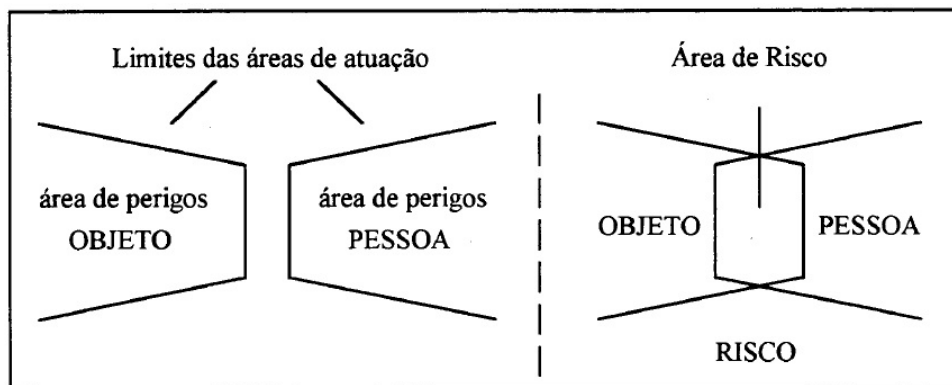 Limites das áreas de atuação
área de perigos
OBJETO
área de perigos
PESSOA
Área de Risco
OBJETO
PESSOA
RISCO